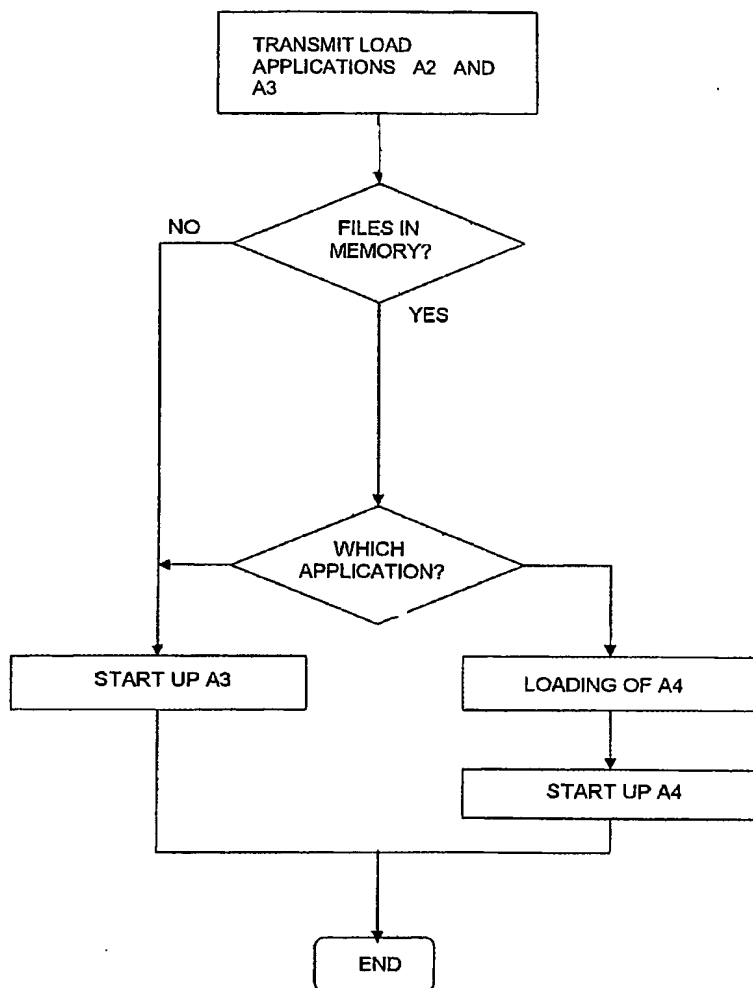 TRANSMIT LOAD
APPLICATIONS A2 AND
A3
FILES IN
MEMORY?
NO
YES
WHICH
APPLICATION?
START UP A3
LOADING OF A4
START UP A4
END